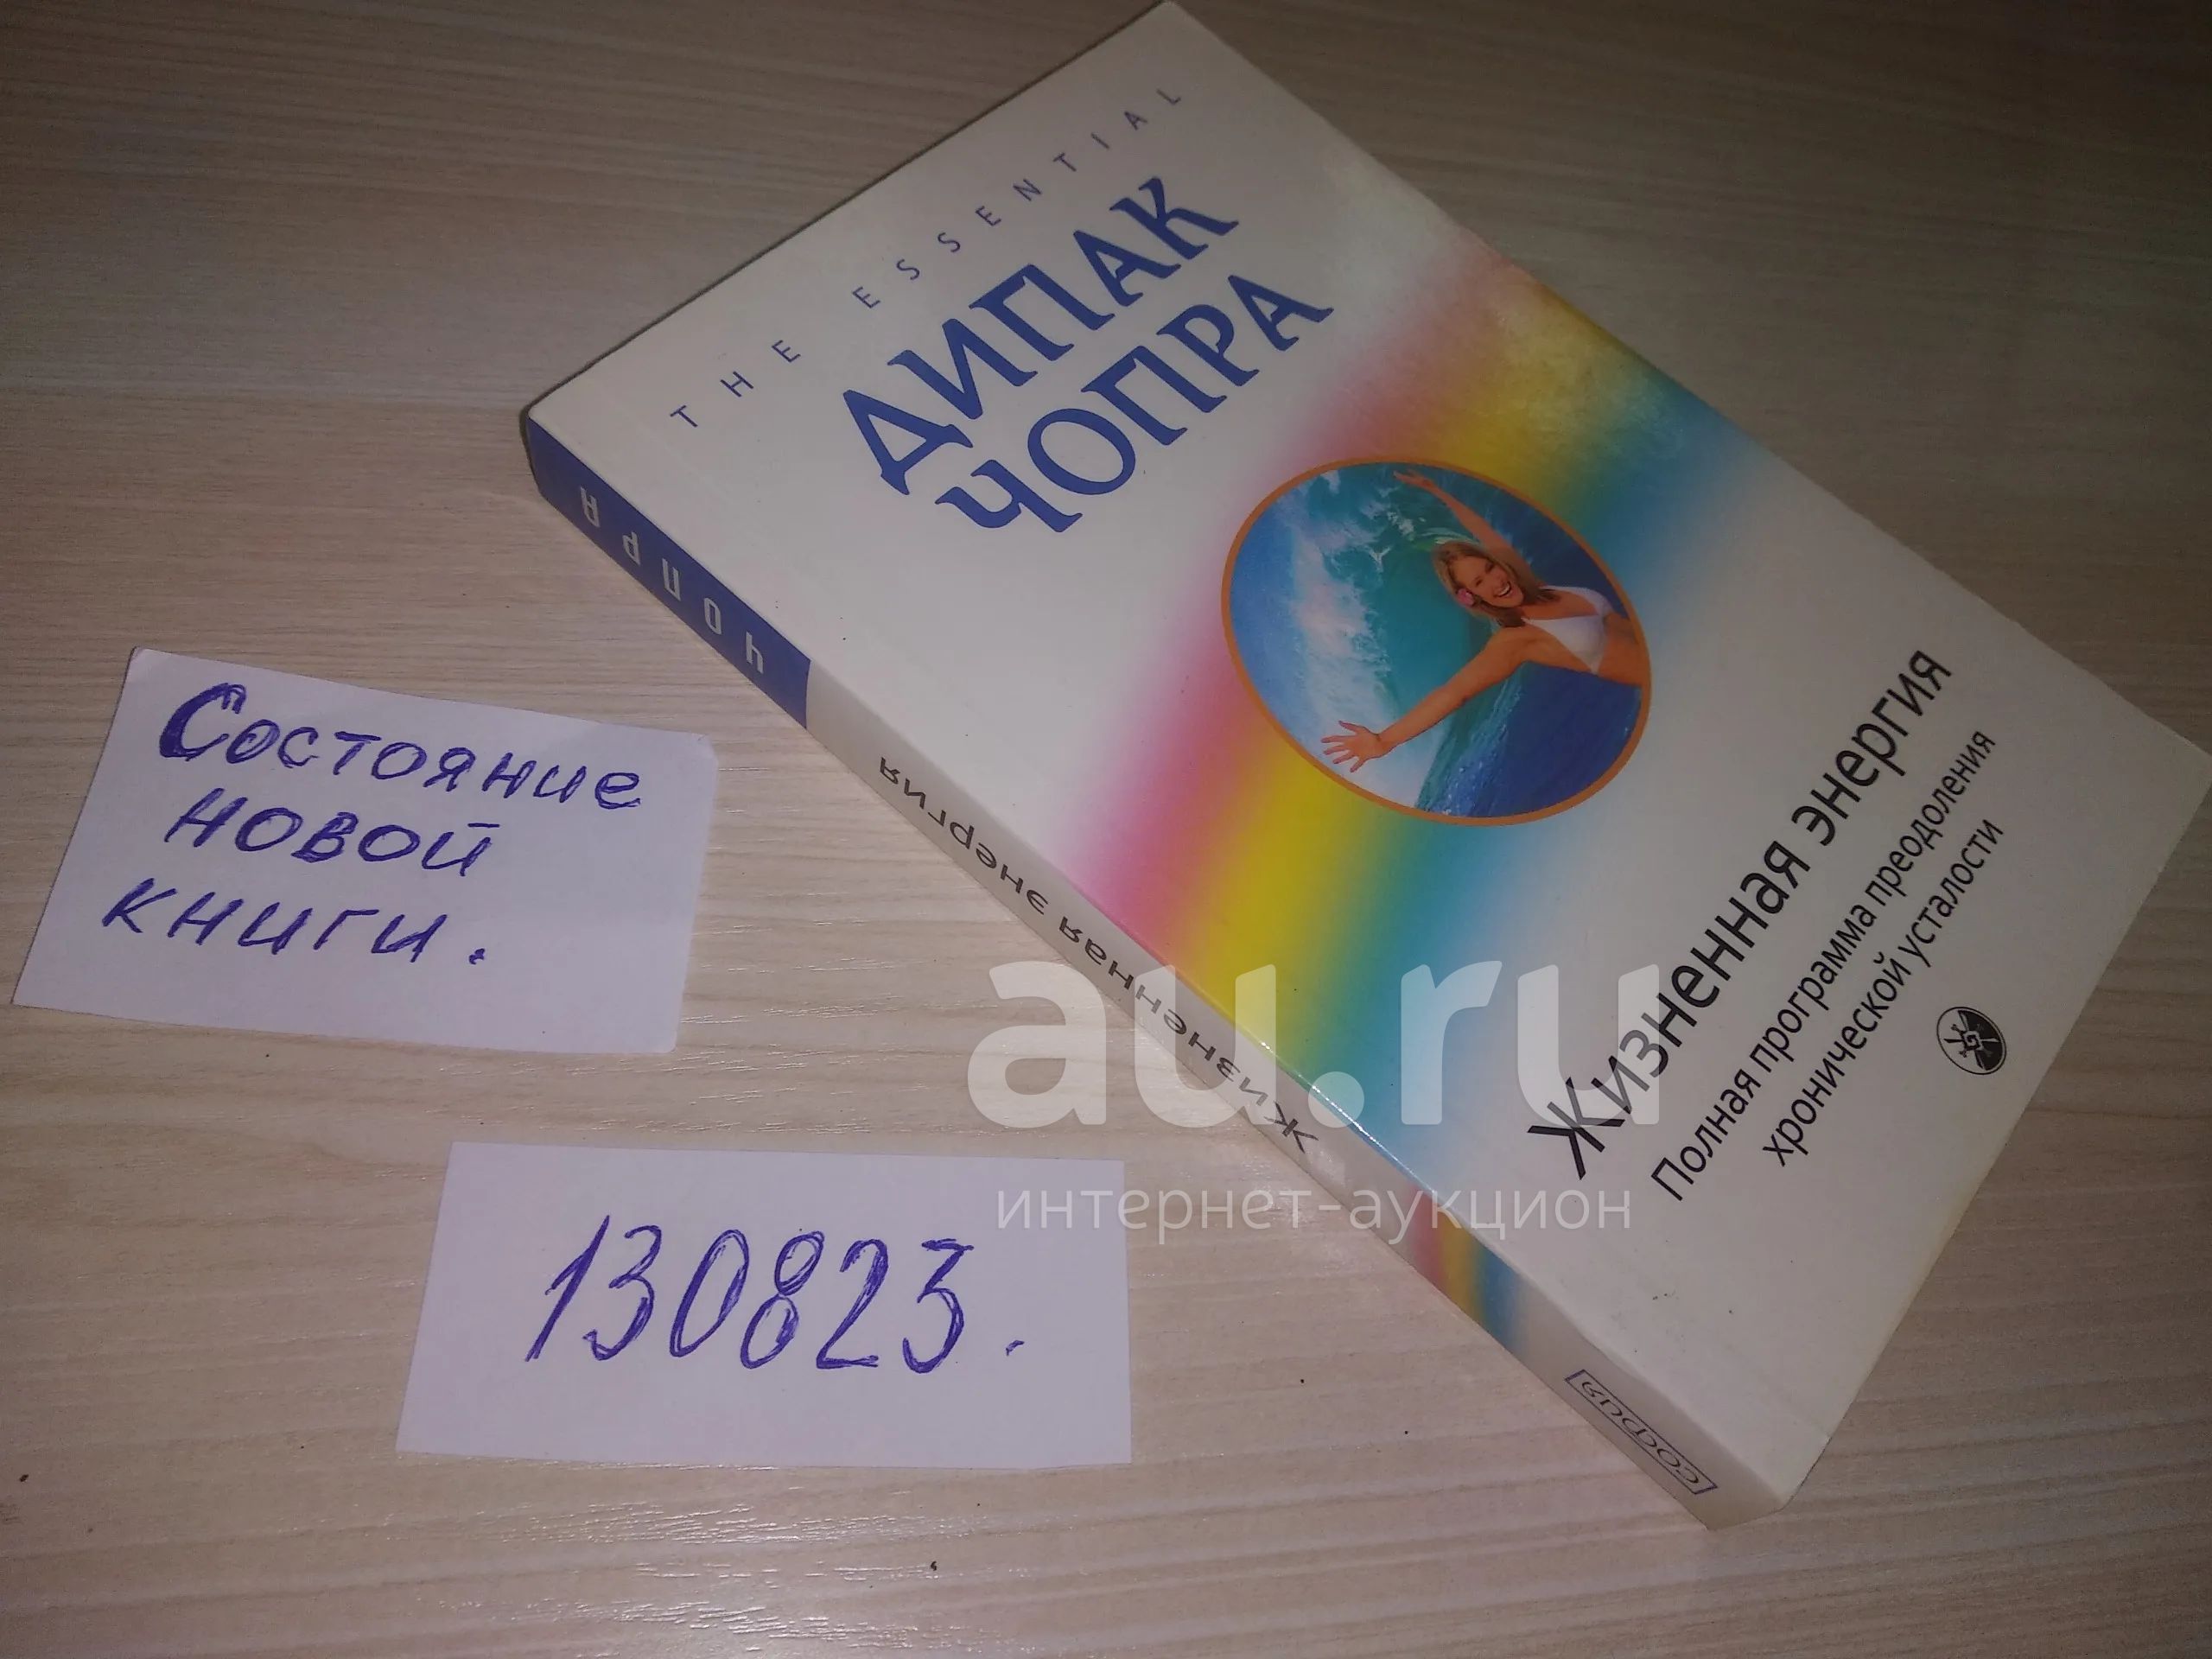 THE ESSENTIAL
ДИПАК
ЧОПРА
Жизненная энергия
Полная программа преодоления
хронической усталости
ЧОПРА
Жизненная энергия
СОФИЯ
Состояние
новой
книги.
130823.
au.ru
интернет-аукцион